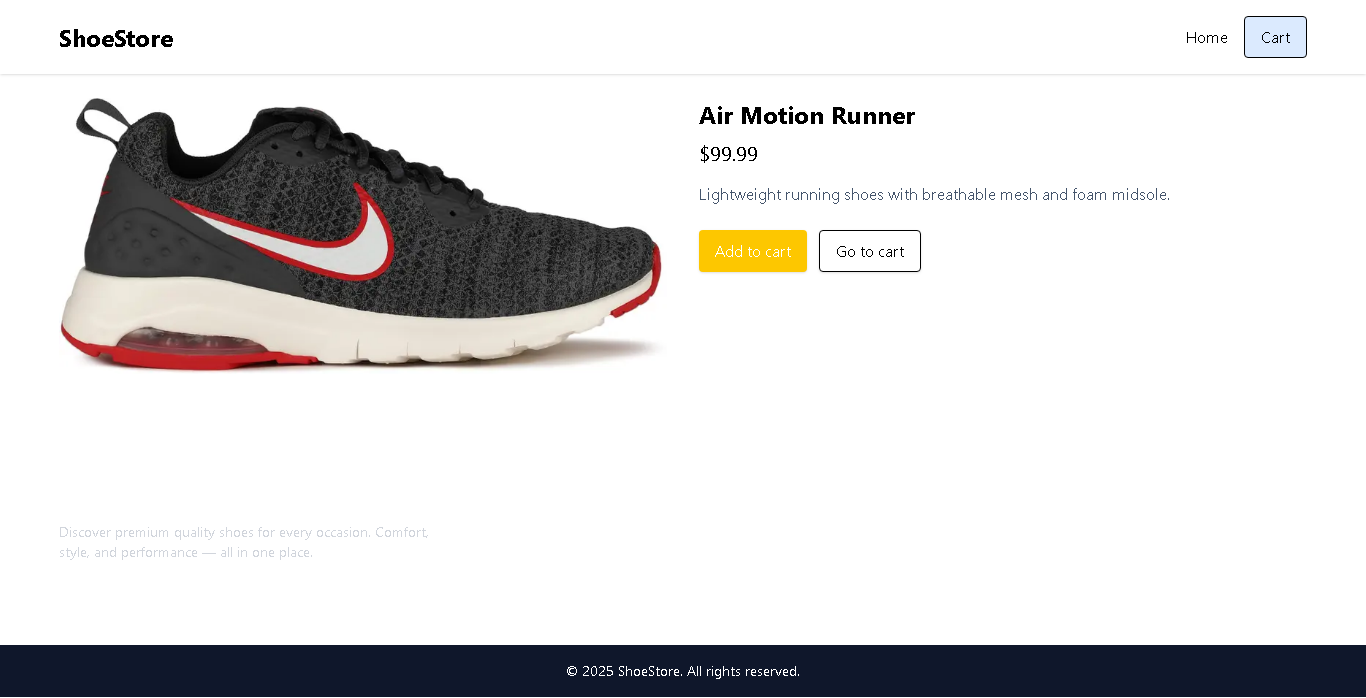 ShoeStore
Home
Cart
Air Motion Runner
$99.99
Lightweight running shoes with breathable mesh and foam midsole.
Add to cart
Go to cart
Discover premium quality shoes for every occasion. Comfort,
style, and performance — all in one place.
© 2025 ShoeStore. All rights reserved.